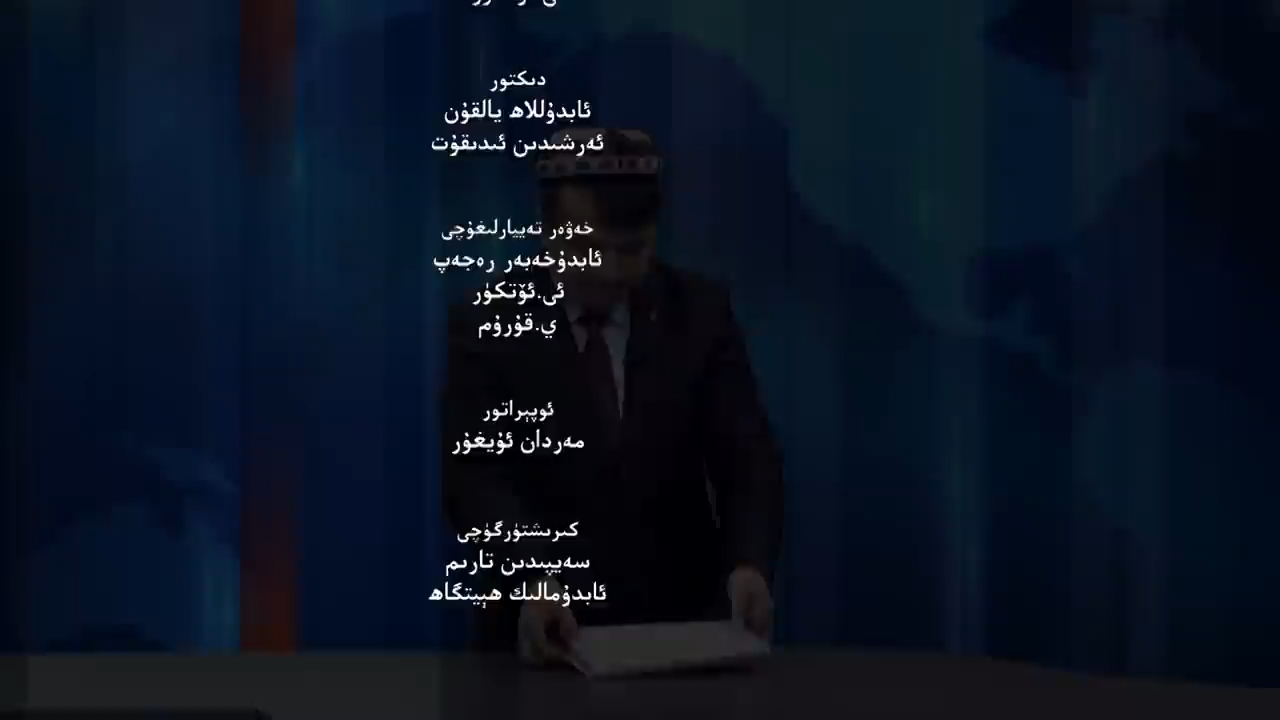 دىكتور
ئابدۇللاھ يالقۇن
ئەرشىدىن ئىدىقۇت
خەۋەر تەييارلىغۇچى
ئابدۇخەبەر رەجەپ
ئى.ئۆتكۈر
ي.قۇرۇم
ئوپېراتور
مەردان ئۇيغۇر
كىرىشتۈرگۈچى
سەيپىدىن تارىم
ئابدۇمالىك ھېيتگاھ